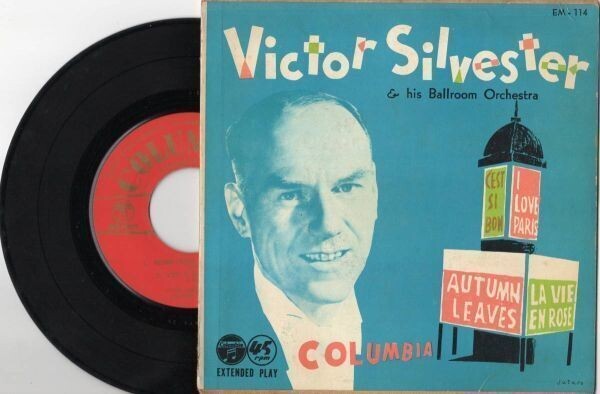 EM-114
Victor Silvester
& his Ballroom Orchestra
C'EST
SI
BON
I
LOVE
PARIS
AUTUMN
LEAVES
LA VIE
EN ROSE
COLUMBIA
Columbia
45
rpm
EXTENDED PLAY